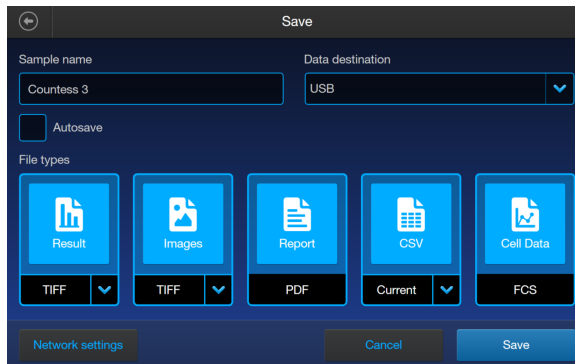 Save
Sample name
Data destination
Countess 3
USB
Autosave
File types
Result
Images
Report
CSV
Cell Data
TIFF
TIFF
PDF
Current
FCS
Network settings
Cancel
Save